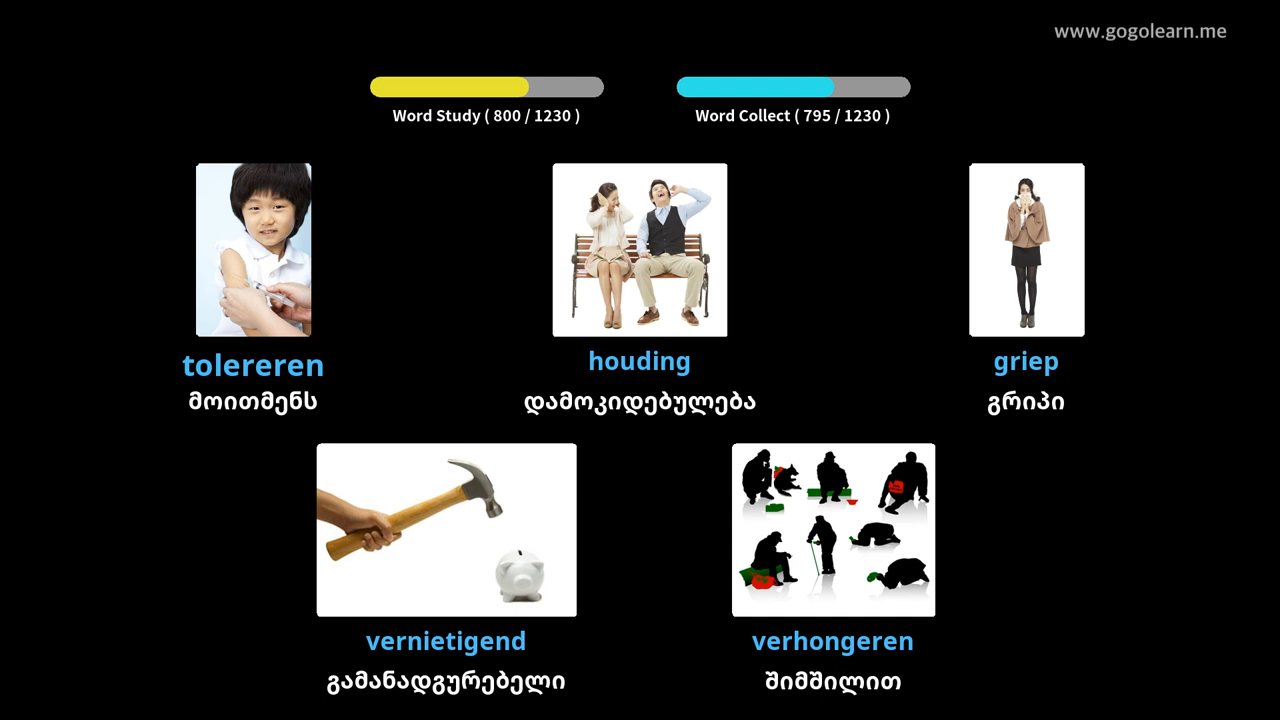 www.gogolearn.me
Word Study ( 800 / 1230 )
Word Collect ( 795 / 1230 )
tolereren
მოითმენს
houding
დამოკიდებულება
griep
გრიპი
vernietigend
გამანადგურებელი
verhongeren
შიმშილით